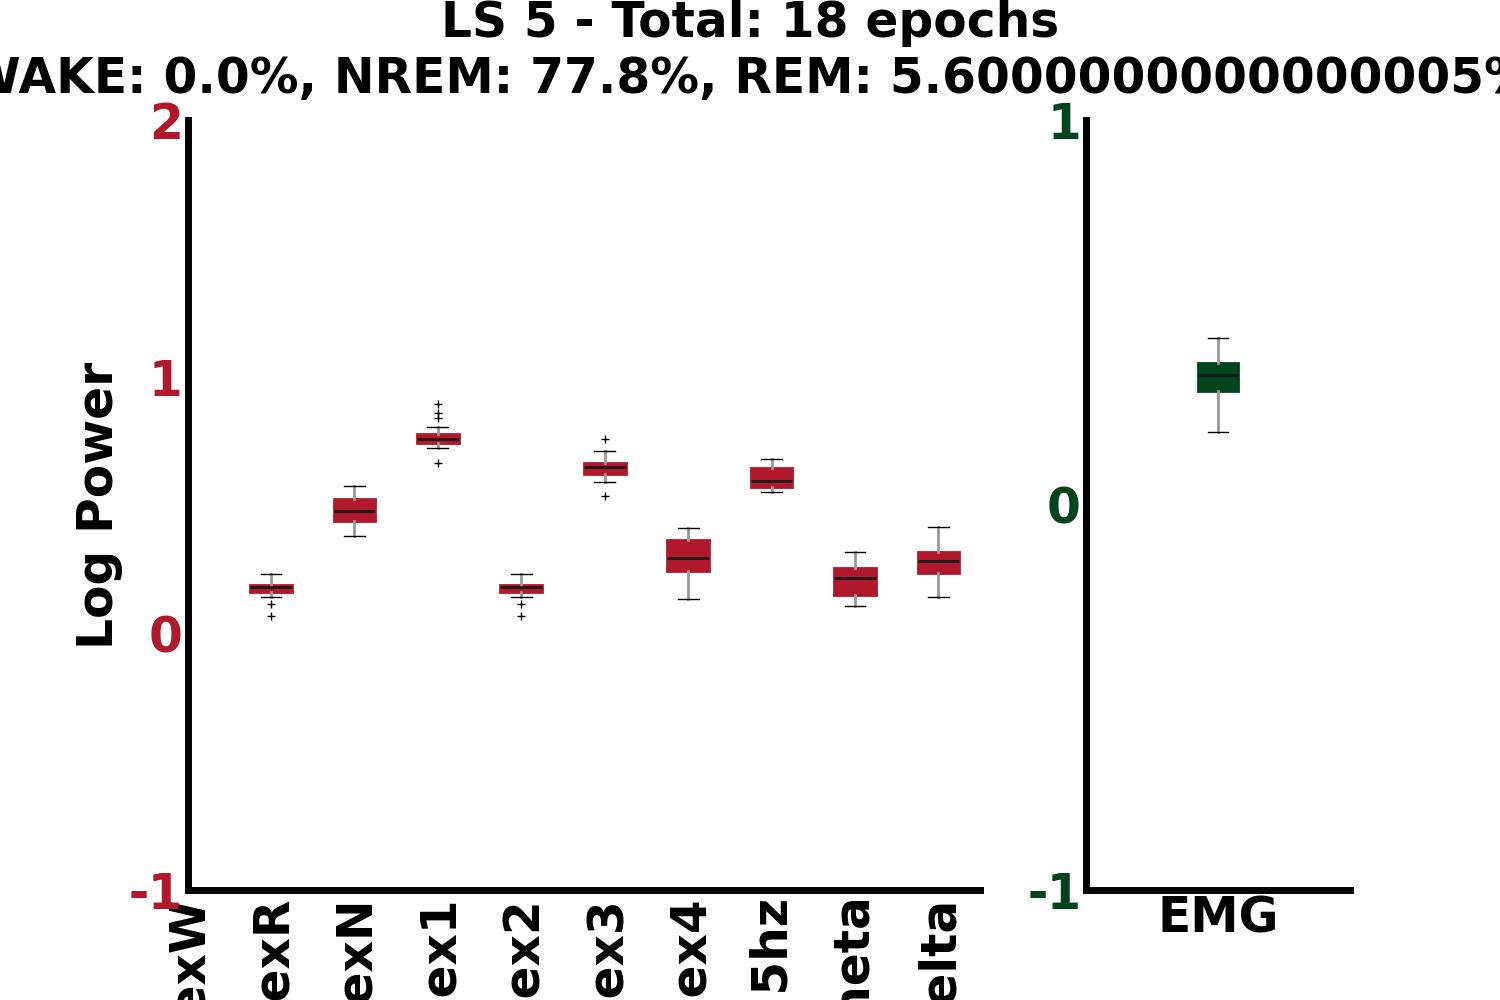 LS 5 - Total: 18 epochs
WAKE: 0.0%, NREM: 77.8%, REM: 5.6000000000000005%
2
1
0
-1
Log Power
exW
exR
exN
ex1
ex2
ex3
ex4
5hz
heta
elta
1
0
-1
EMG